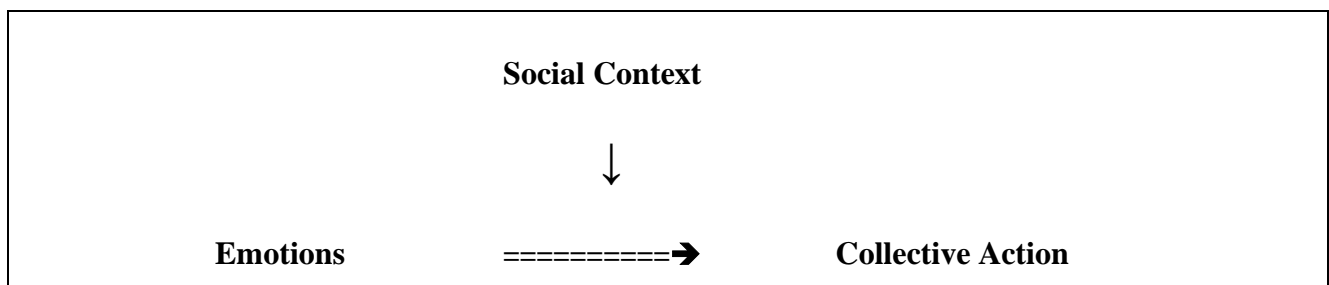 Social Context
↓
Emotions ==========➔ Collective Action